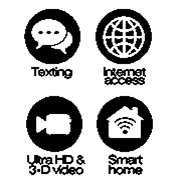 Texting
Internet
access
Ultra HD &
3-D video
Smart
home